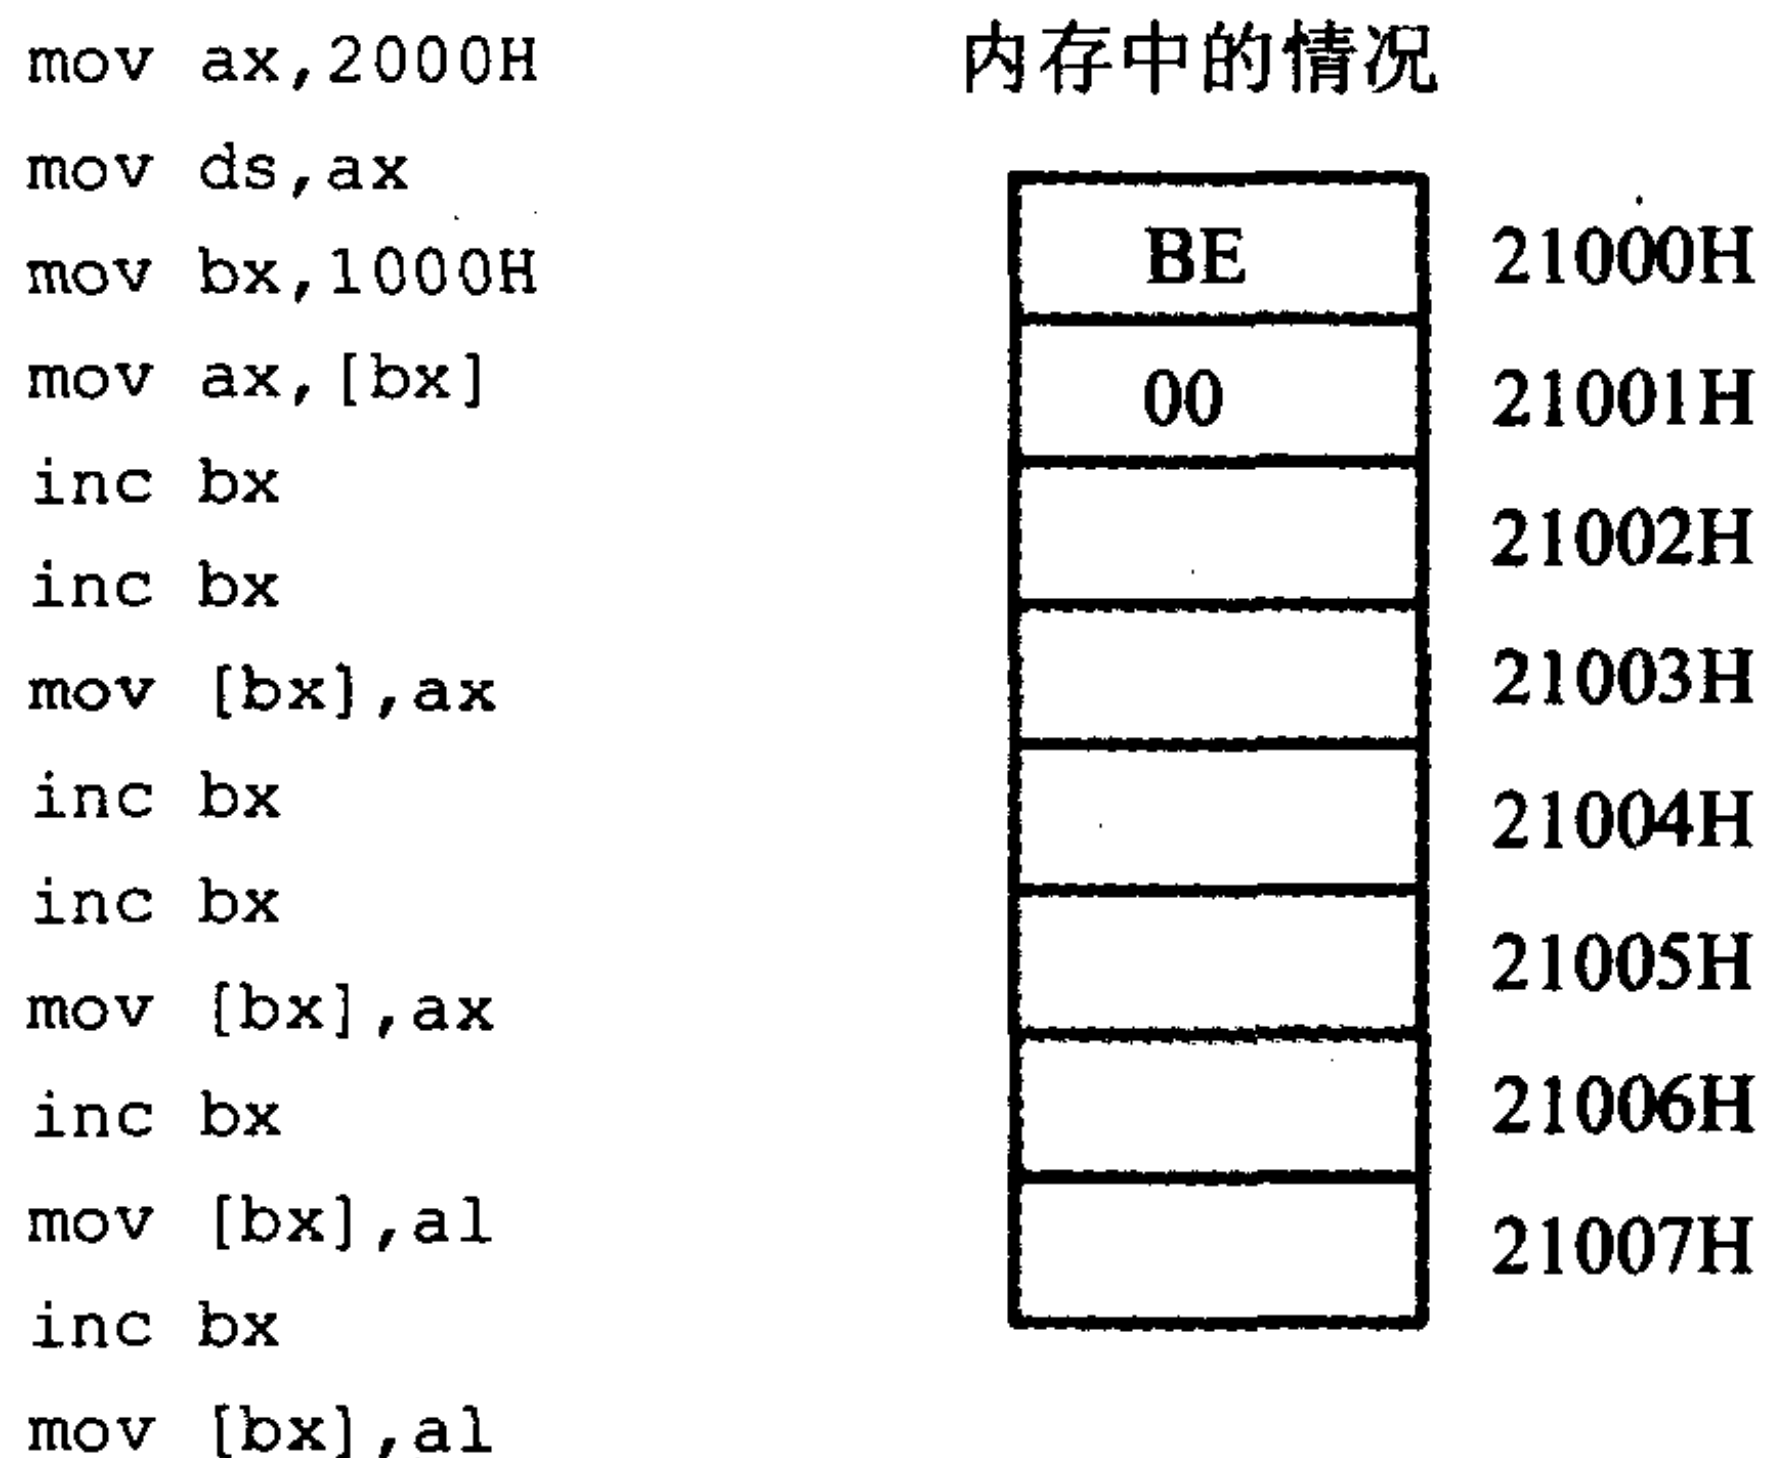 mov ax,2000H
mov ds,ax
mov bx,1000H
mov ax,[bx]
inc bx
inc bx
mov [bx],ax
inc bx
inc bx
mov [bx],ax
inc bx
mov [bx],al
inc bx
mov [bx],al
内存中的情况
BE 21000H
00 21001H
21002H
21003H
21004H
21005H
21006H
21007H